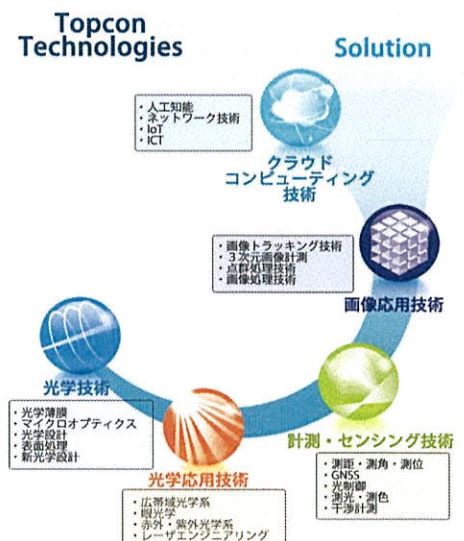 Topcon
Technologies
Solution
・人工知能
・ネットワーク技術
・IoT
・ICT
クラウド
コンピューティング
技術
・画像トラッキング技術
・3次元画像計測
・点群処理技術
・画像処理技術
画像応用技術
光学技術
・光学薄膜
・マイクロオプティクス
・光学設計
・表面処理
・新光学設計
光学応用技術
・広帯域光学系
・眼光学
・赤外・紫外光学系
・レーザエンジニアリング
計測・センシング技術
・測距・測角・測位
・GNSS
・光制御
・測光・測色
・干渉計測